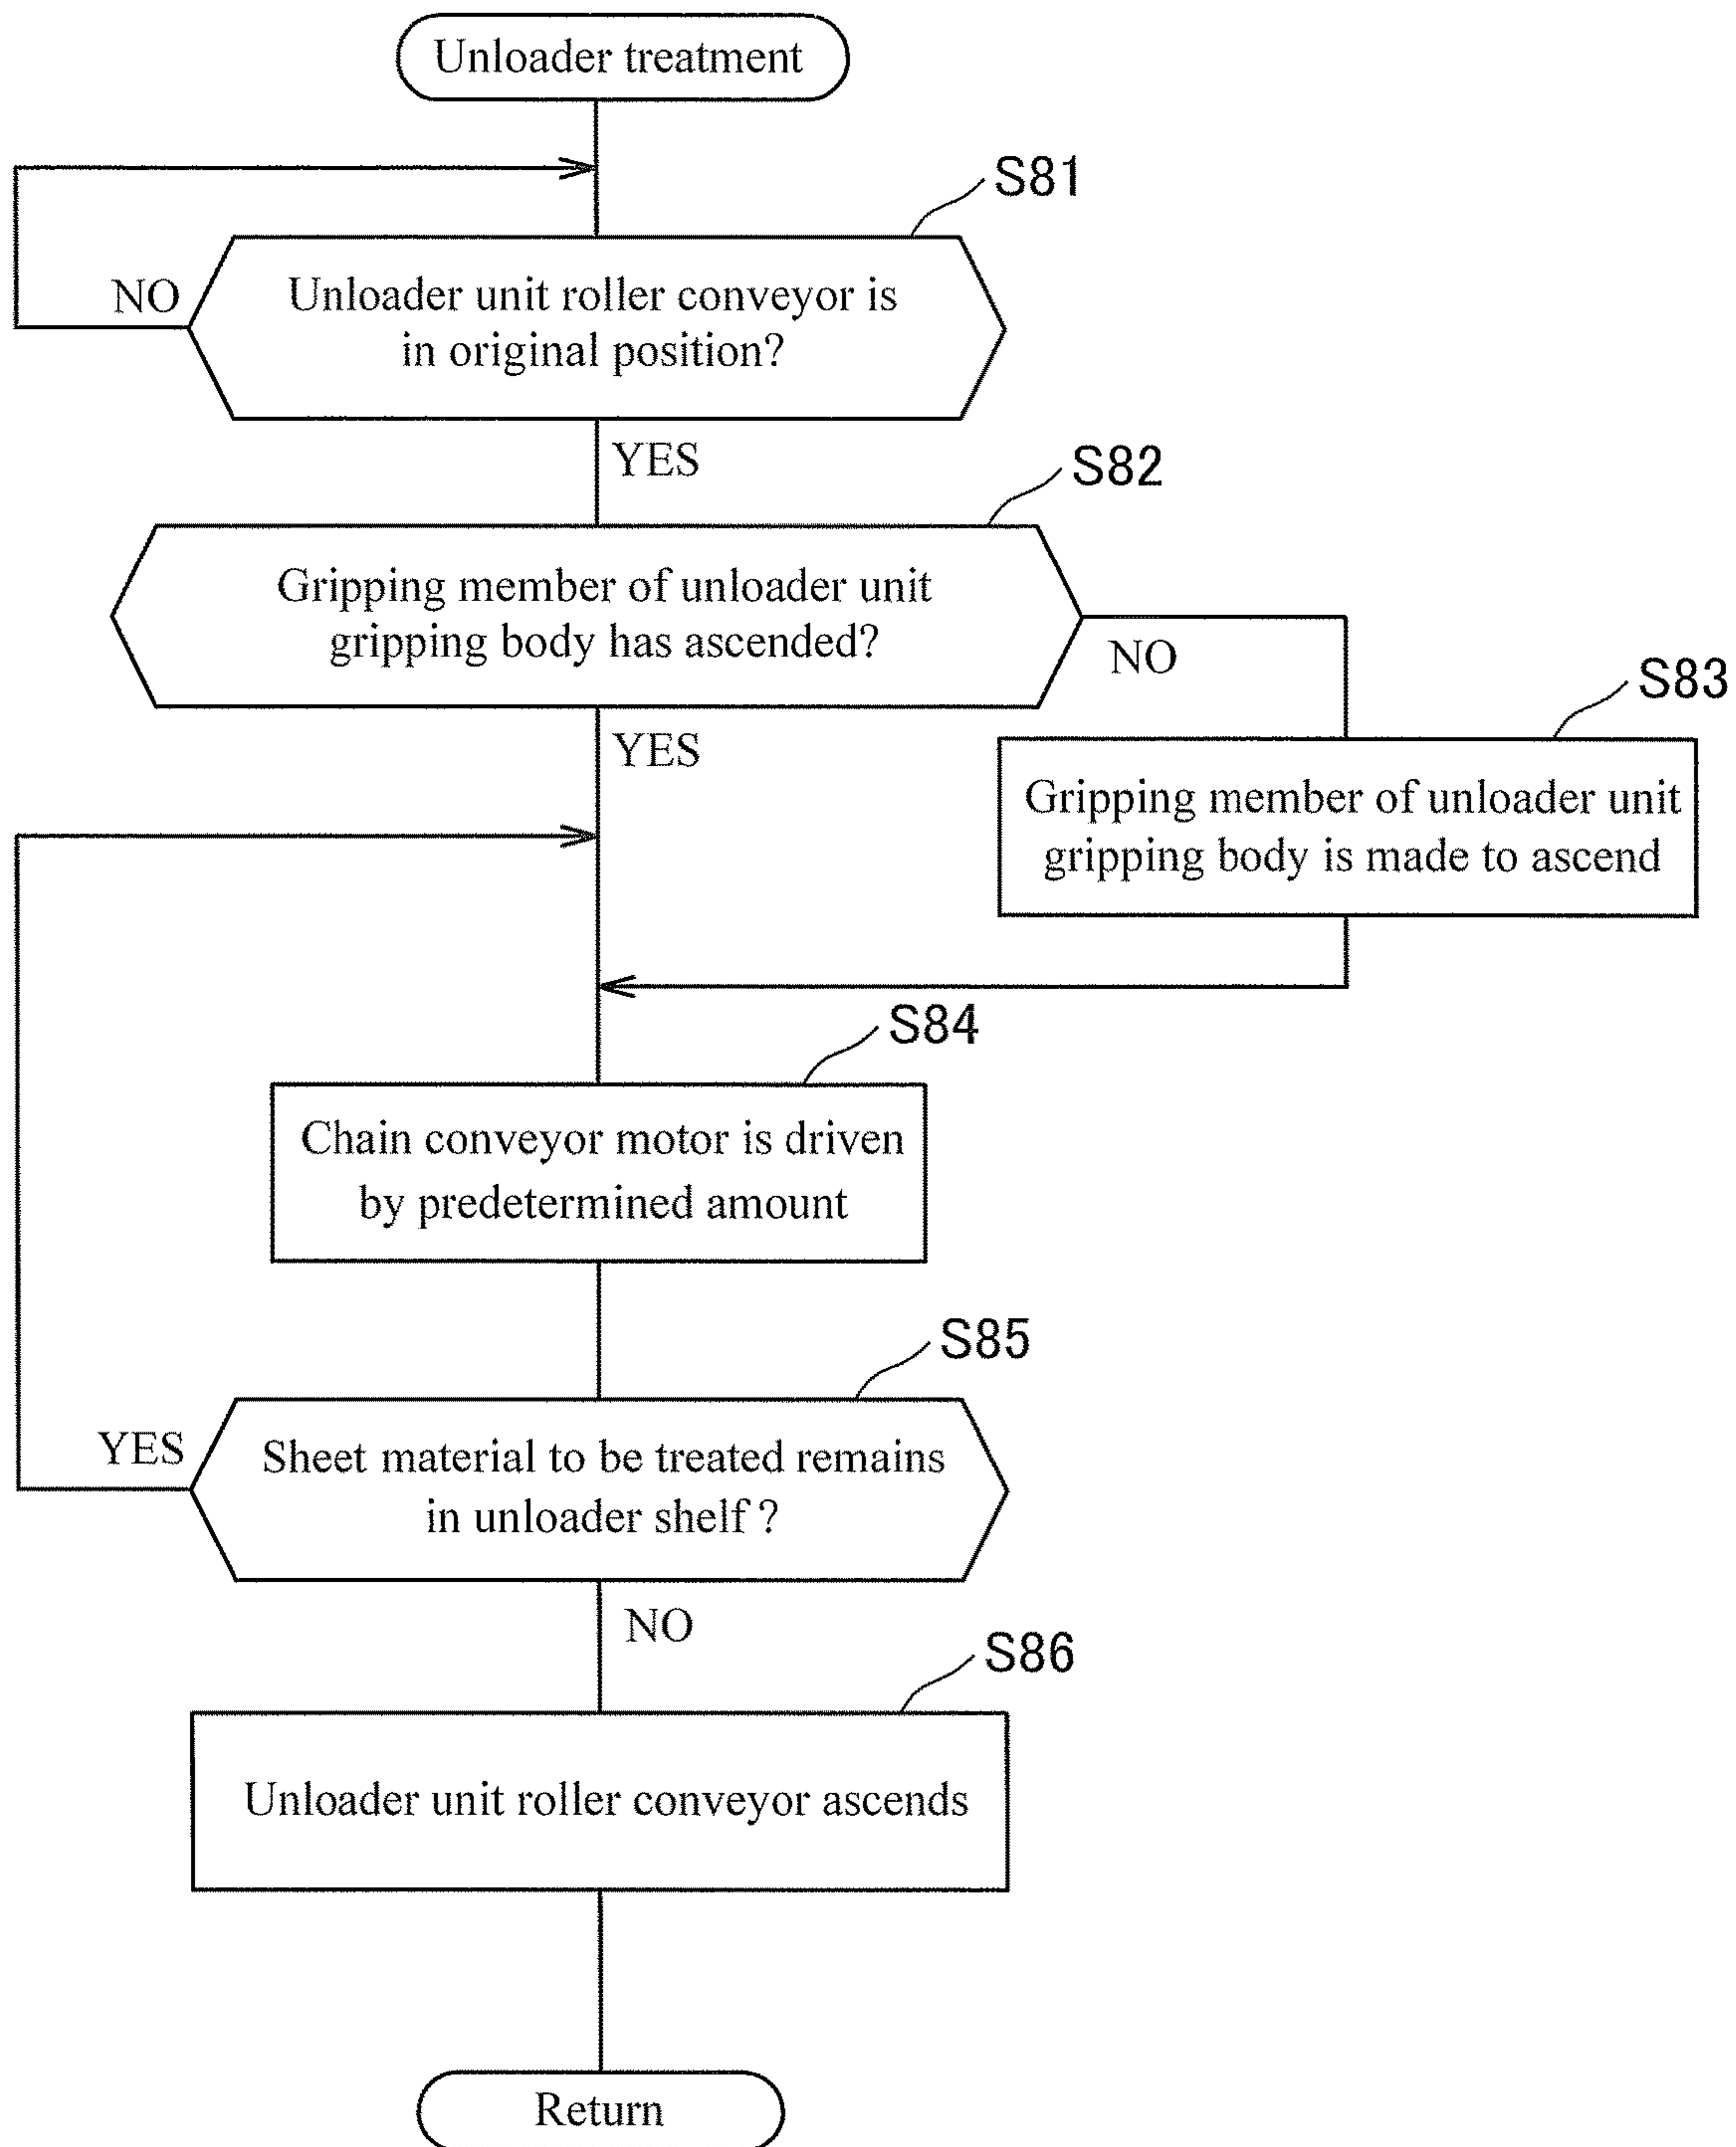 Unloader treatment
S81
NO
Unloader unit roller conveyor is
in original position?
YES
S82
Gripping member of unloader unit
gripping body has ascended?
NO
S83
YES
Gripping member of unloader unit
gripping body is made to ascend
S84
Chain conveyor motor is driven
by predetermined amount
S85
YES
Sheet material to be treated remains
in unloader shelf ?
NO
S86
Unloader unit roller conveyor ascends
Return